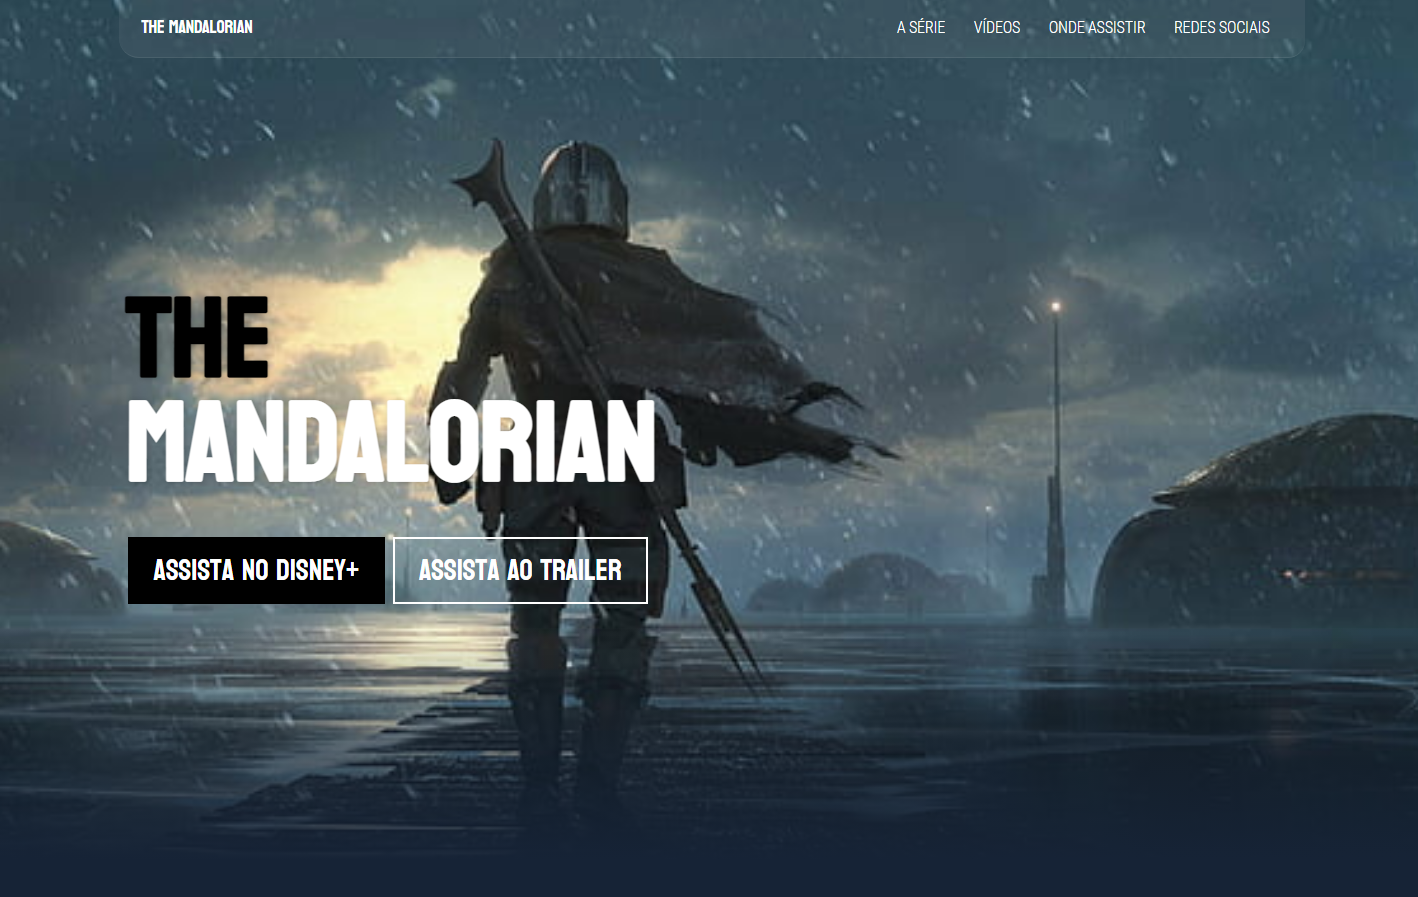 THE MANDALORIAN
A SÉRIE VÍDEOS ONDE ASSISTIR REDES SOCIAIS
THE
MANDALORIAN
ASSISTA NO DISNEY+ ASSISTA AO TRAILER